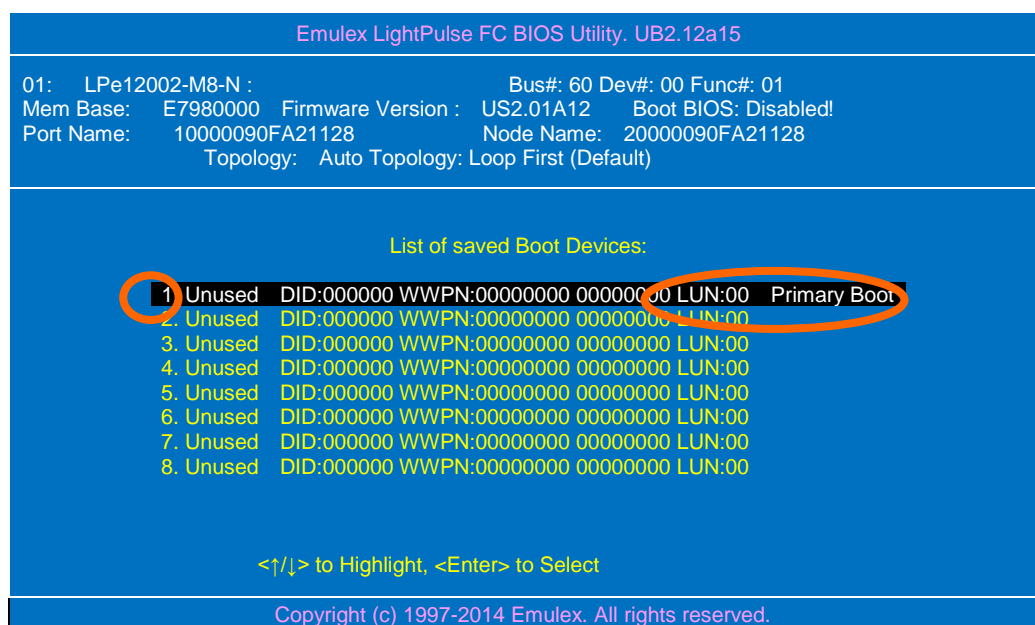 Emulex LightPulse FC BIOS Utility. UB2.12a15
01: LPe12002-M8-N : Bus#: 60 Dev#: 00 Func#: 01
Mem Base: E7980000 Firmware Version : US2.01A12 Boot BIOS: Disabled!
Port Name: 10000090FA21128 Node Name: 20000090FA21128
Topology: Auto Topology: Loop First (Default)
List of saved Boot Devices:
1. Unused DID:000000 WWPN:00000000 00000000 LUN:00 Primary Boot
2. Unused DID:000000 WWPN:00000000 00000000 LUN:00
3. Unused DID:000000 WWPN:00000000 00000000 LUN:00
4. Unused DID:000000 WWPN:00000000 00000000 LUN:00
5. Unused DID:000000 WWPN:00000000 00000000 LUN:00
6. Unused DID:000000 WWPN:00000000 00000000 LUN:00
7. Unused DID:000000 WWPN:00000000 00000000 LUN:00
8. Unused DID:000000 WWPN:00000000 00000000 LUN:00
<↑/↓> to Highlight, <Enter> to Select
Copyright (c) 1997-2014 Emulex. All rights reserved.